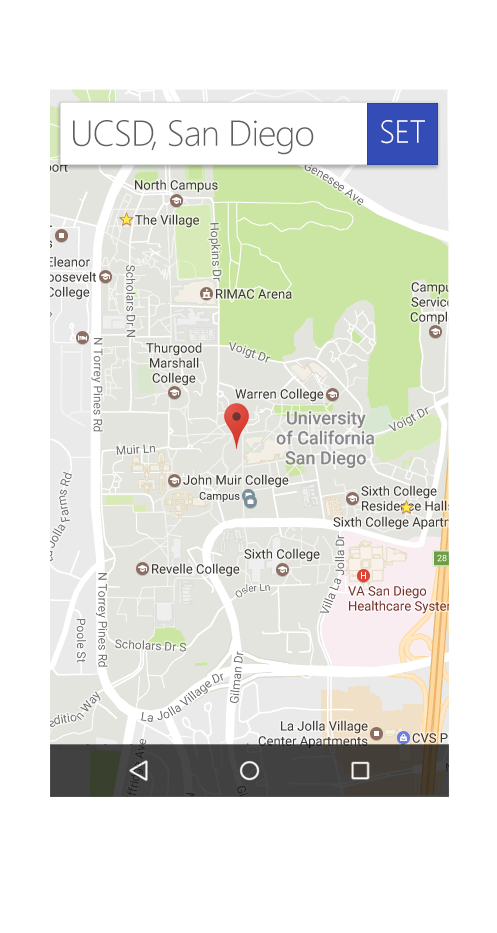 UCSD, San Diego
SET
Genesee Ave
North Campus
The Village
Hopkins Dr
Eleanor
Roosevelt
College
RIMAC Arena
Scholars Dr N
Campu
Service
Compl
N Torrey Pines Rd
Thurgood
Marshall
College
Voigt Dr
Warren College
University
of California
San Diego
Voigt Dr
Muir Ln
John Muir College
Campus
Sixth College
Residence Halls
Sixth College Apartr
La Jolla Farms Rd
Sixth College
Villa La Jolla Dr
28
Revelle College
Osler Ln
H
VA San Diego
Healthcare Syster
N Torrey Pines Rd
Poole St
Scholars Dr S
Gilman Dr
La Jolla Village Dr
edition Way
La Jolla Village
Center Apartments
CVS P